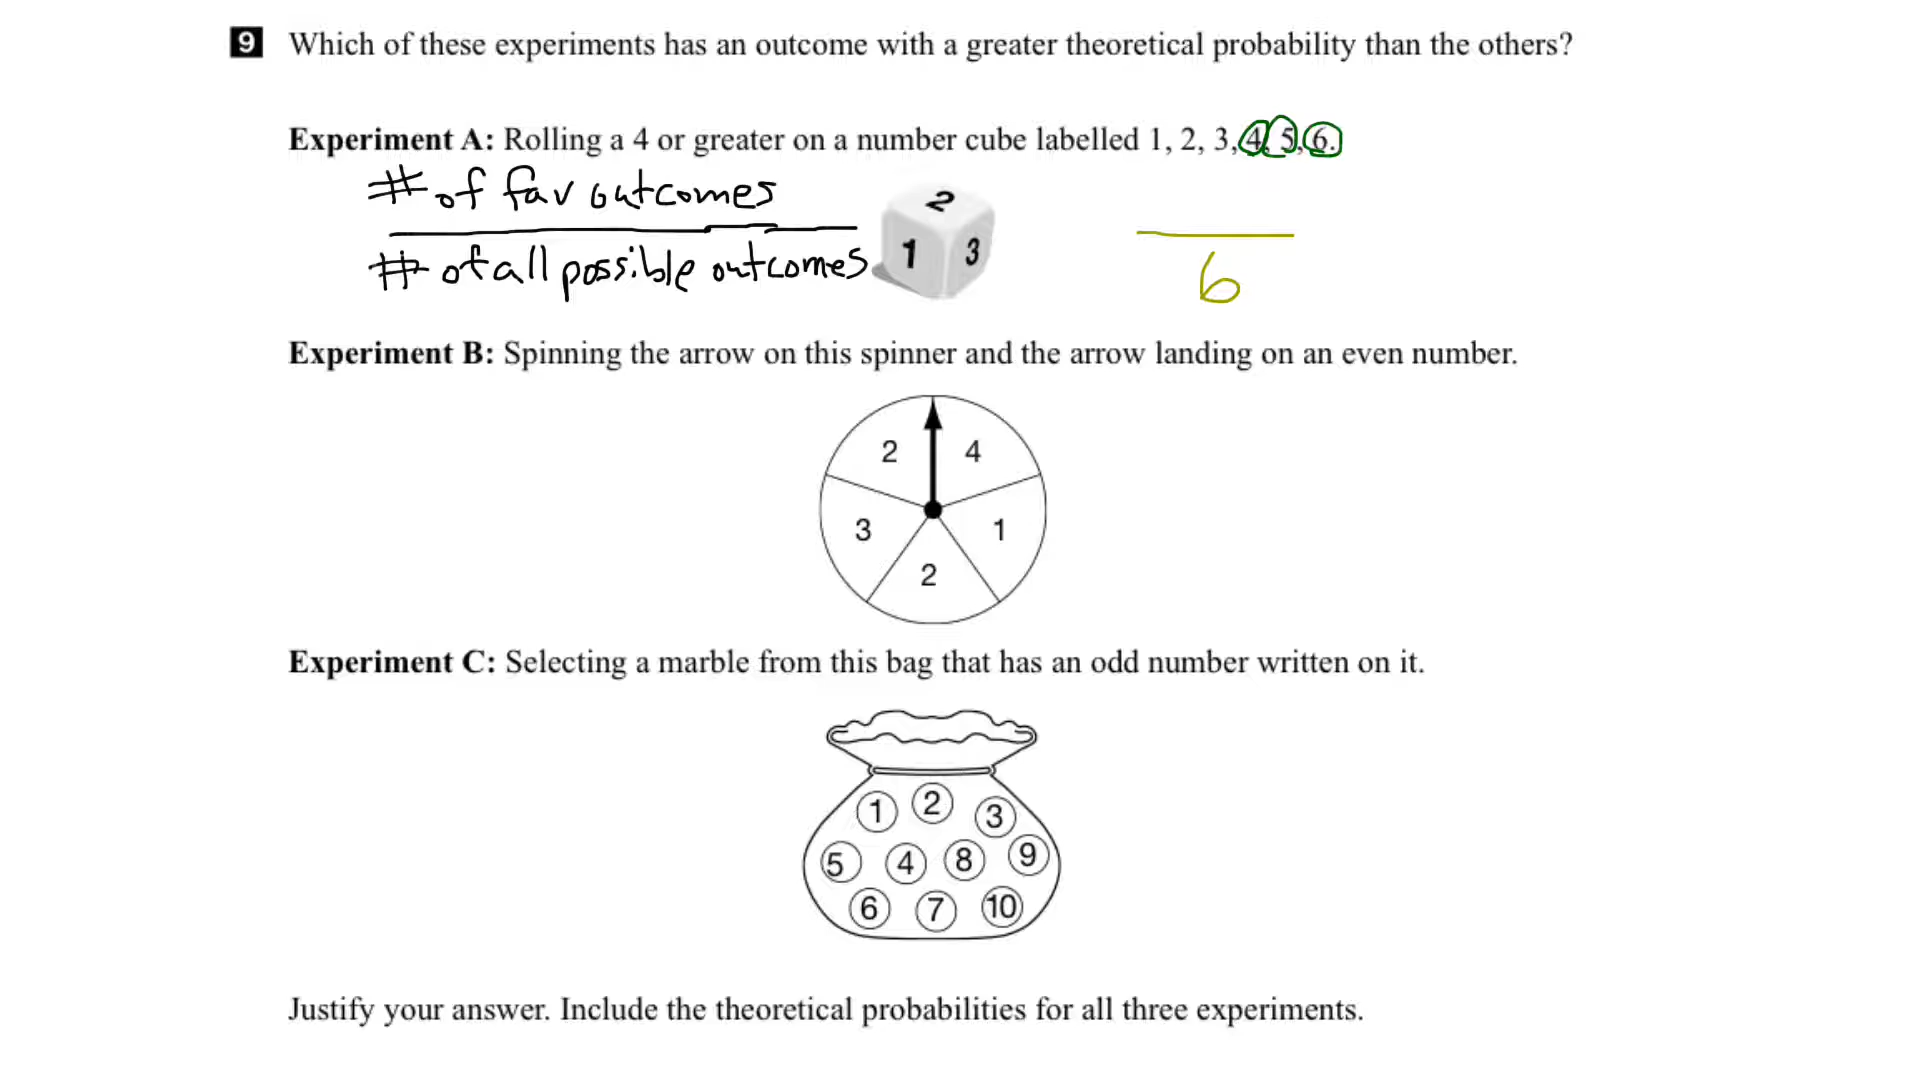 9 Which of these experiments has an outcome with a greater theoretical probability than the others?
Experiment A: Rolling a 4 or greater on a number cube labelled 1, 2, 3, 4, 5, 6.
# of fav outcomes
# of all possible outcomes
2
1 3
6
Experiment B: Spinning the arrow on this spinner and the arrow landing on an even number.
2 4
3 1
2
Experiment C: Selecting a marble from this bag that has an odd number written on it.
1 2 3
5 4 8 9
6 7 10
Justify your answer. Include the theoretical probabilities for all three experiments.